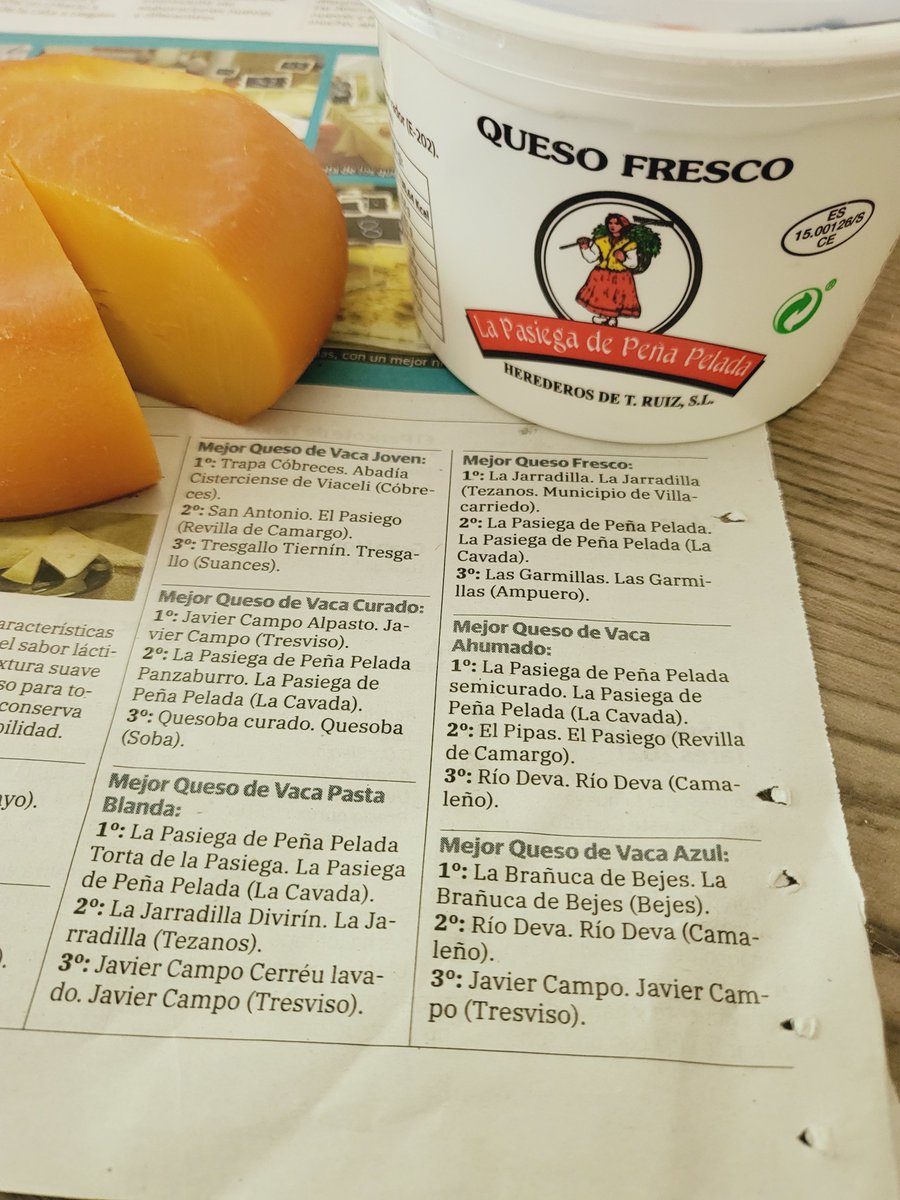 QUESO FRESCO
ES
15.00126/S
CE
La Pasiega de Peña Pelada
HEREDEROS DE T. RUIZ, S.L.
(E-202).
8
con un mejor
Mejor Queso de Vaca Joven:
1º: Trapa Cóbreces. Abadía
Cisterciense de Viaceli (Cóbre-
ces).
2º: San Antonio. El Pasiego
(Revilla de Camargo).
3º: Tresgallo Tiernín. Tresga-
llo (Suances).
Mejor Queso de Vaca Curado:
1º: Javier Campo Alpasto. Ja-
vier Campo (Tresviso).
2º: La Pasiega de Peña Pelada
Panzaburro. La Pasiega de
Peña Pelada (La Cavada).
3º: Quesoba curado. Quesoba
(Soba).
Mejor Queso de Vaca Pasta
Blanda:
1º: La Pasiega de Peña Pelada
Torta de la Pasiega. La Pasiega
de Peña Pelada (La Cavada).
2º: La Jarradilla Divirín. La Ja-
rradilla (Tezanos).
3º: Javier Campo Cerréu lava-
do. Javier Campo (Tresviso).
Mejor Queso Fresco:
1º: La Jarradilla. La Jarradilla
(Tezanos. Municipio de Villa-
carriedo).
2º: La Pasiega de Peña Pelada.
La Pasiega de Peña Pelada (La
Cavada).
3º: Las Garmillas. Las Garmi-
llas (Ampuero).
Mejor Queso de Vaca
Ahumado:
1º: La Pasiega de Peña Pelada
semicurado. La Pasiega de
Peña Pelada (La Cavada).
2º: El Pipas. El Pasiego (Revilla
de Camargo).
3º: Río Deva. Río Deva (Cama-
leño).
Mejor Queso de Vaca Azul:
1º: La Brañuca de Bejes. La
Brañuca de Bejes (Bejes).
2º: Río Deva. Río Deva (Cama-
leño).
3º: Javier Campo. Javier Cam-
po (Tresviso).
aracterísticas
el sabor lácti-
xtura suave
so para to-
conserva
bilidad.
yo).